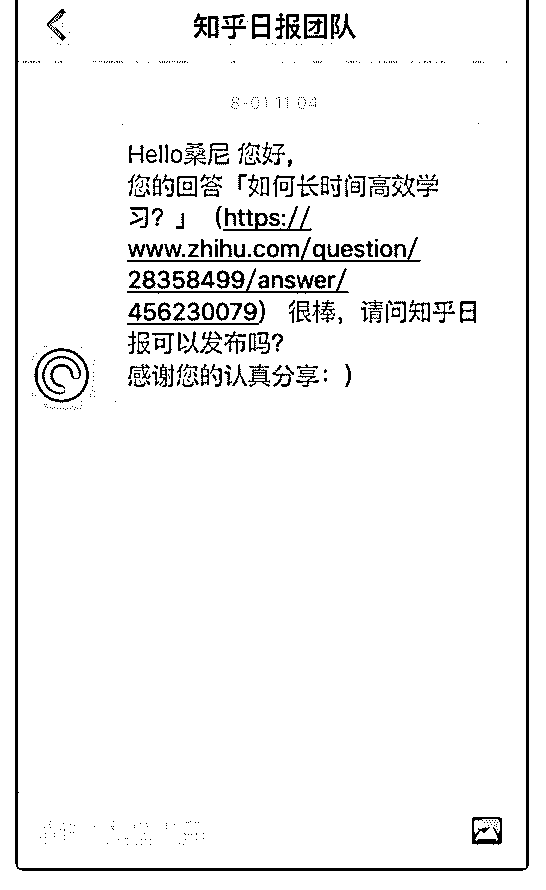 知乎日报团队
8-01 11:04
Hello桑尼 您好，
您的回答「如何长时间高效学
习？」（https://
www.zhihu.com/question/
28358499/answer/
456230079） 很棒，请问知乎日
报可以发布吗？
感谢您的认真分享：）